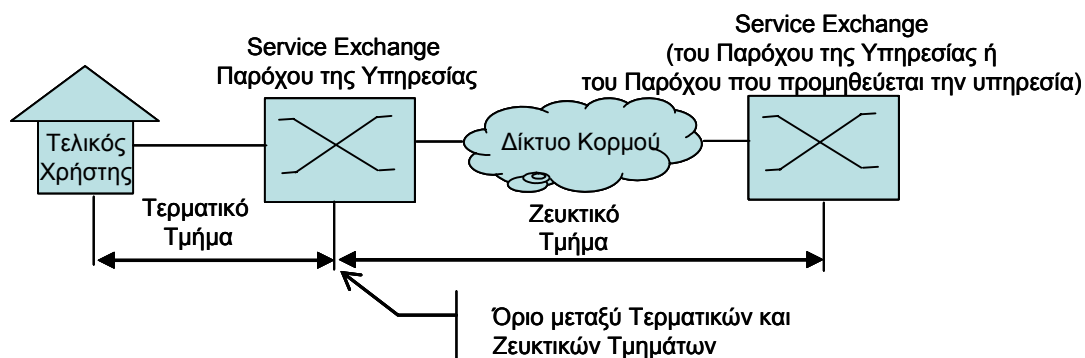 Service Exchange
Παρόχου της Υπηρεσίας
Service Exchange
(του Παρόχου της Υπηρεσίας ή
του Παρόχου που προμηθεύεται την υπηρεσία)
Τελικός
Χρήστης
Δίκτυο Κορμού
Τερματικό
Τμήμα
Ζευκτικό
Τμήμα
Όριο μεταξύ Τερματικών και
Ζευκτικών Τμημάτων